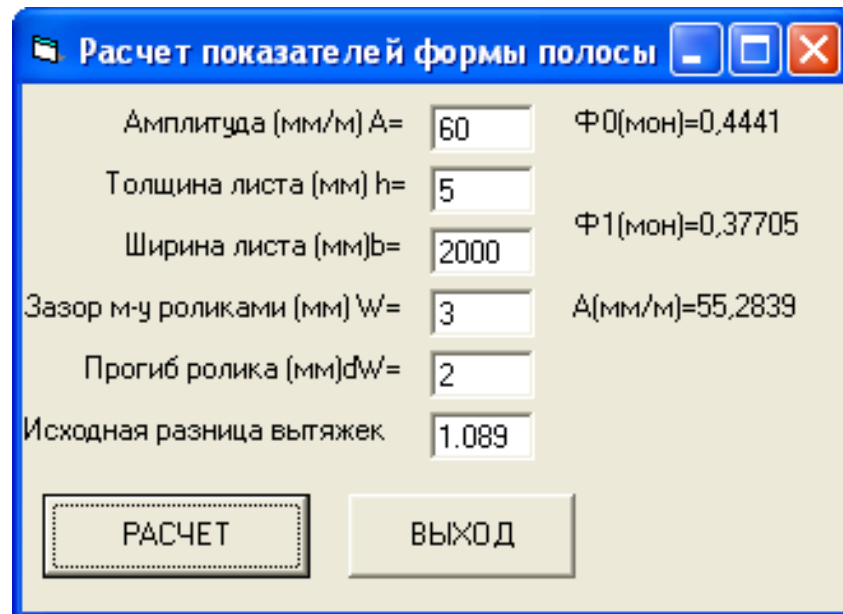 Расчет показателей формы полосы
Амплитуда (мм/м) A= 60 Ф0(мон)=0,4441
Толщина листа (мм) h= 5
Ф1(мон)=0,37705
Ширина листа (мм)b= 2000
Зазор м-у роликами (мм) W= 3 A(мм/м)=55,2839
Прогиб ролика (мм)dW= 2
Исходная разница вытяжек 1.089
РАСЧЕТ ВЫХОД